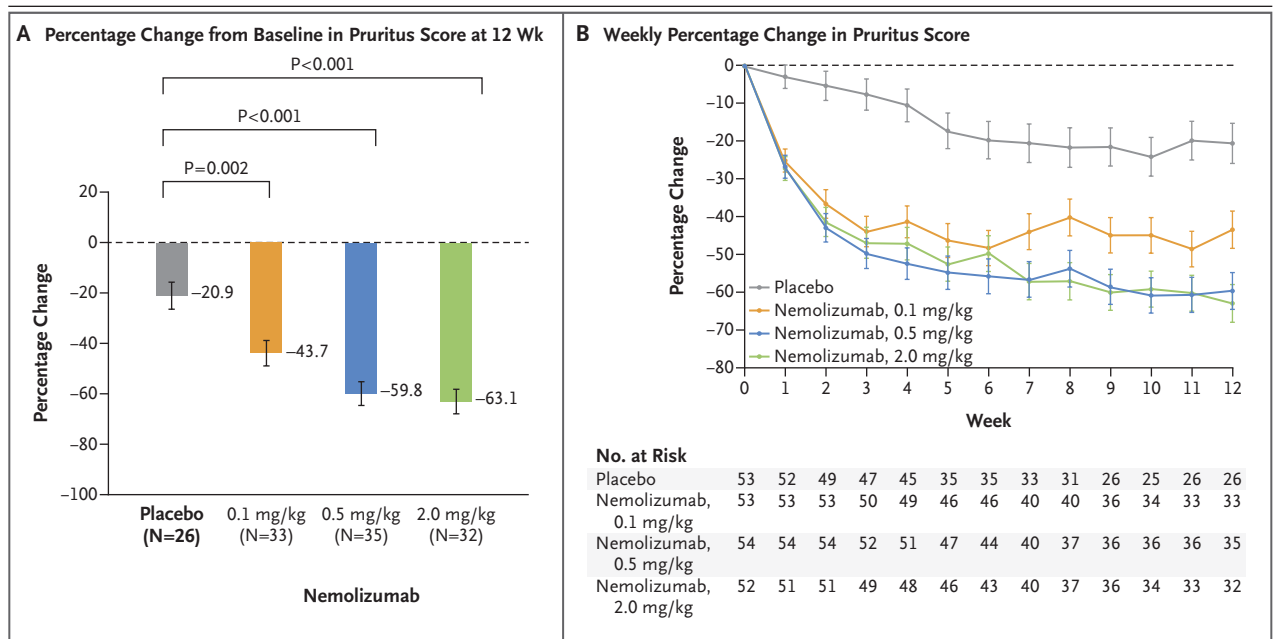 A Percentage Change from Baseline in Pruritus Score at 12 Wk
P<0.001
P<0.001
P=0.002
20
0
−20
−40
−60
−80
−100
Percentage Change
−20.9
−43.7
−59.8
−63.1
Placebo 0.1 mg/kg 0.5 mg/kg 2.0 mg/kg
(N=26) (N=33) (N=35) (N=32)
Nemolizumab
B Weekly Percentage Change in Pruritus Score
0
−10
−20
−30
−40
−50
−60
−70
−80
Percentage Change
Placebo
Nemolizumab, 0.1 mg/kg
Nemolizumab, 0.5 mg/kg
Nemolizumab, 2.0 mg/kg
0 1 2 3 4 5 6 7 8 9 10 11 12
Week
No. at Risk
Placebo 53 52 49 47 45 35 35 33 31 26 25 26 26
Nemolizumab, 53 53 53 50 49 46 46 40 40 36 34 33 33
0.1 mg/kg
Nemolizumab, 54 54 54 52 51 47 44 40 37 36 36 36 35
0.5 mg/kg
Nemolizumab, 52 51 51 49 48 46 43 40 37 36 34 33 32
2.0 mg/kg